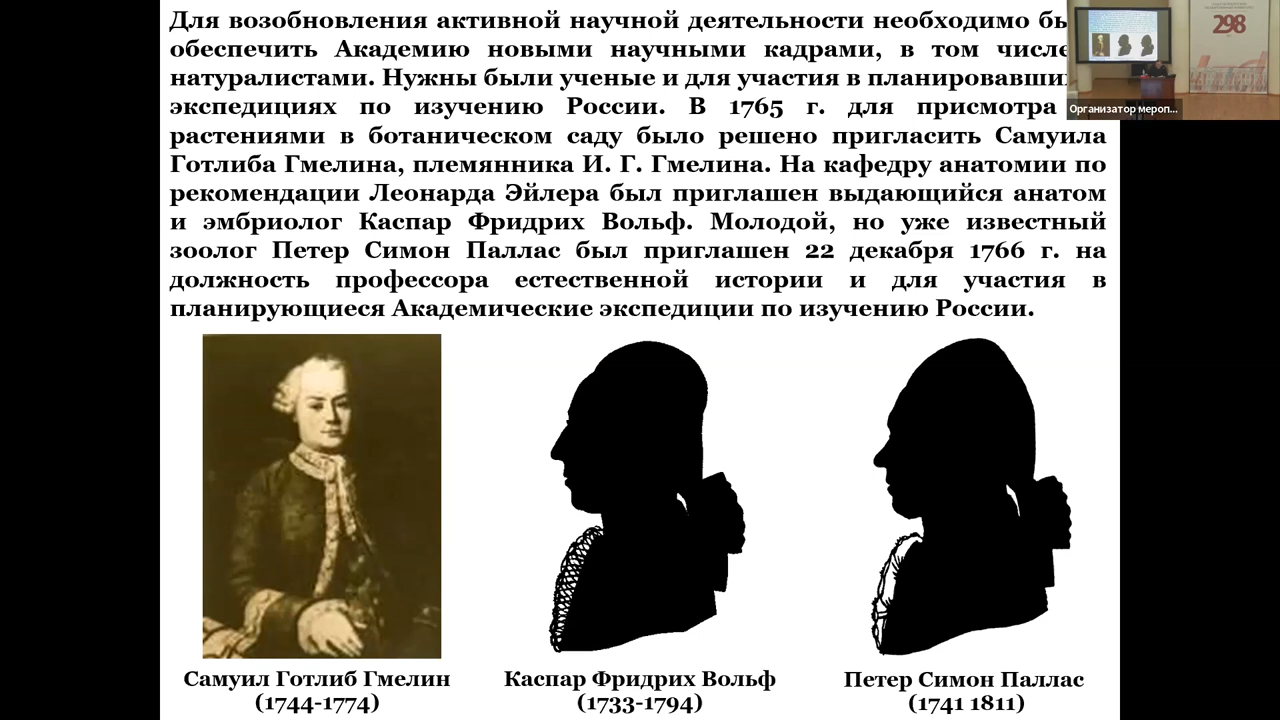 Для возобновления активной научной деятельности необходимо
обеспечить Академию новыми научными кадрами, в том числе
натуралистами. Нужны были ученые и для участия в
экспедициях по изучению России. В 1765 г. для присмотра
растениями в ботаническом саду было решено пригласить Самуила
Готлиба Гмелина, племянника И. Г. Гмелина. На кафедру анатомии по
рекомендации Леонарда Эйлера был приглашен выдающийся анатом
и эмбриолог Каспар Фридрих Вольф. Молодой, но уже известный
зоолог Петер Симон Паллас был приглашен 22 декабря 1766 г. на
должность профессора естественной истории и для участия в
планирующиеся Академические экспедиции по изучению России.
298
Организатор мероп...
Самуил Готлиб Гмелин
(1744-1774)
Каспар Фридрих Вольф
(1733-1794)
Петер Симон Паллас
(1741 1811)